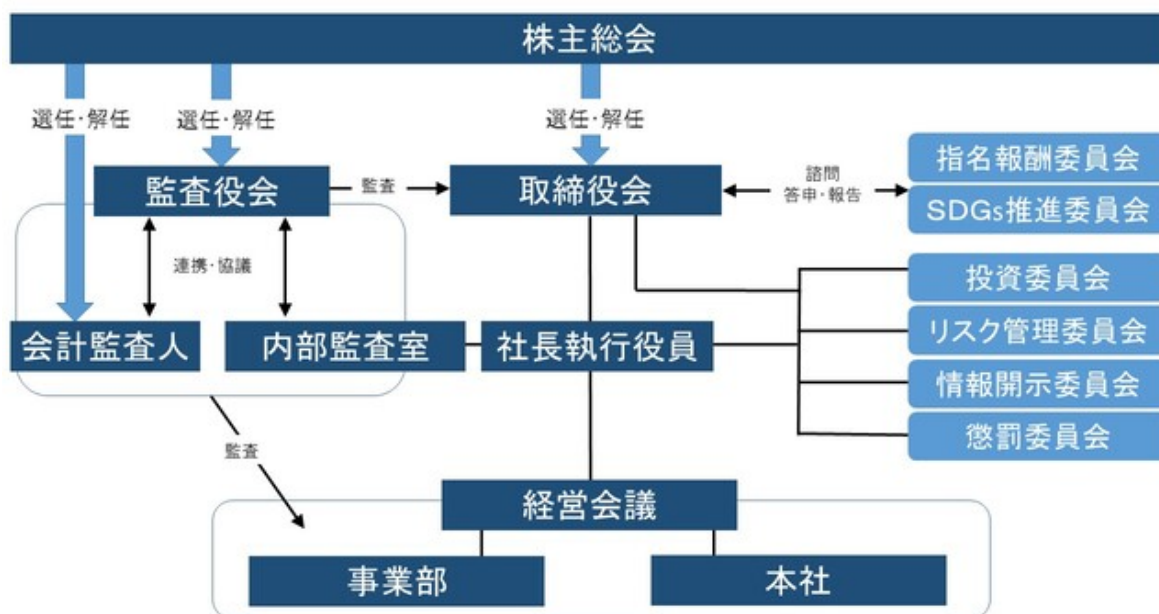 株主総会
選任・解任
選任・解任
選任・解任
監査役会
監査
取締役会
諮問
答申・報告
指名報酬委員会
SDGs推進委員会
連携・協議
投資委員会
会計監査人
内部監査室
社長執行役員
リスク管理委員会
情報開示委員会
懲罰委員会
監査
経営会議
事業部
本社